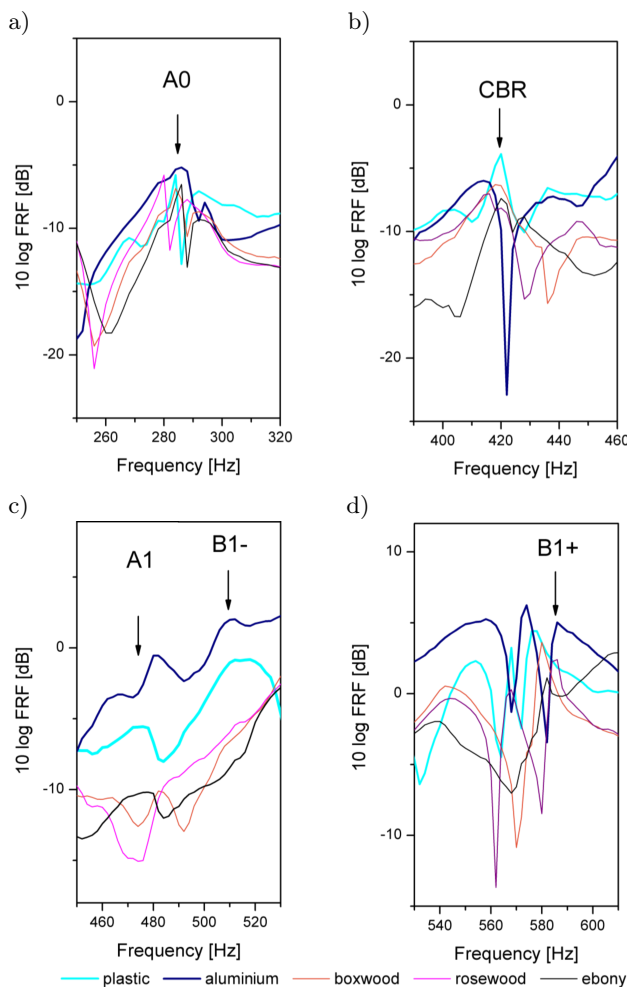 a)
A0
0
-10
-20
10 log FRF [dB]
260 280 300 320
Frequency [Hz]
b)
CBR
0
-10
-20
10 log FRF [dB]
400 420 440 460
Frequency [Hz]
c)
A1
B1-
0
-10
10 log FRF [dB]
460 480 500 520
Frequency [Hz]
d)
B1+
10
0
-10
10 log FRF [dB]
540 560 580 600
Frequency [Hz]
plastic aluminium boxwood rosewood ebony